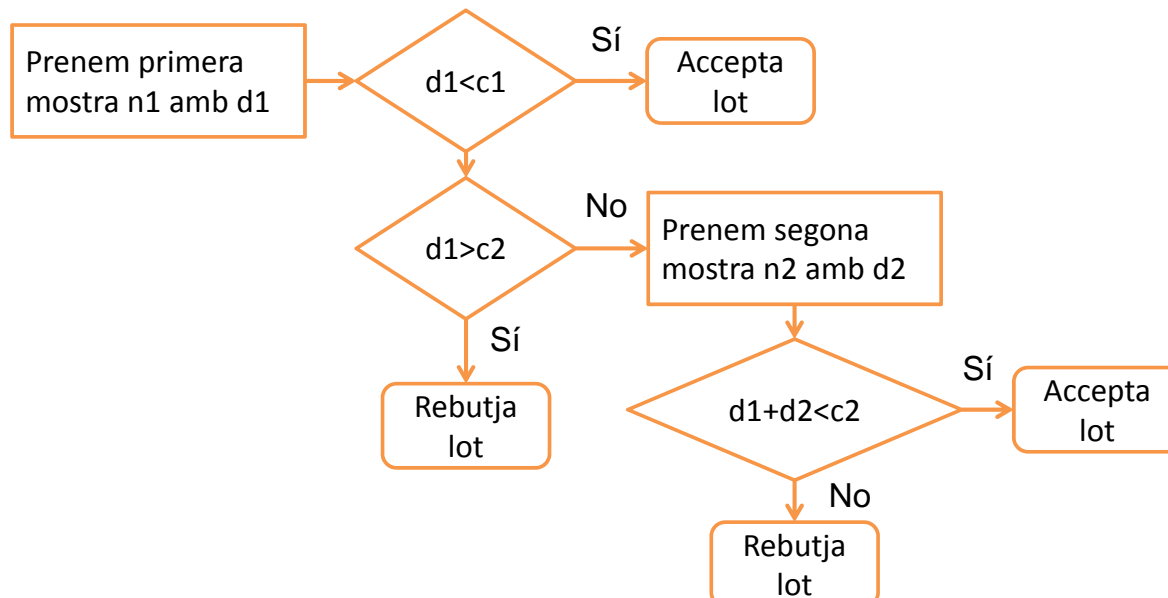 Prenem primera
mostra n1 amb d1
d1<c1
Sí
Accepta
lot
d1>c2
No
Prenem segona
mostra n2 amb d2
Sí
Rebutja
lot
d1+d2<c2
Sí
Accepta
lot
No
Rebutja
lot